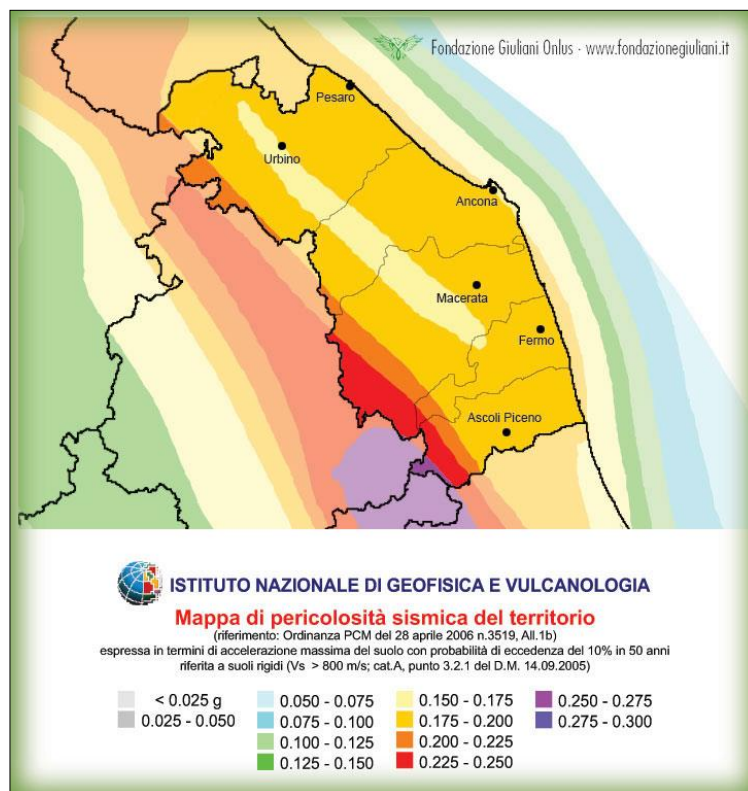 Fondazione Giuliani Onlus - www.fondazionegiuliani.it
Pesaro
Urbino
Ancona
Macerata
Fermo
Ascoli Piceno
ISTITUTO NAZIONALE DI GEOFISICA E VULCANOLOGIA
Mappa di pericolosità sismica del territorio
(riferimento: Ordinanza PCM del 28 aprile 2006 n.3519, All.1b)
espressa in termini di accelerazione massima del suolo con probabilità di eccedenza del 10% in 50 anni
riferita a suoli rigidi (Vs > 800 m/s; cat.A, punto 3.2.1 del D.M. 14.09.2005)
< 0.025 g
0.025 - 0.050
0.050 - 0.075
0.075 - 0.100
0.100 - 0.125
0.125 - 0.150
0.150 - 0.175
0.175 - 0.200
0.200 - 0.225
0.225 - 0.250
0.250 - 0.275
0.275 - 0.300